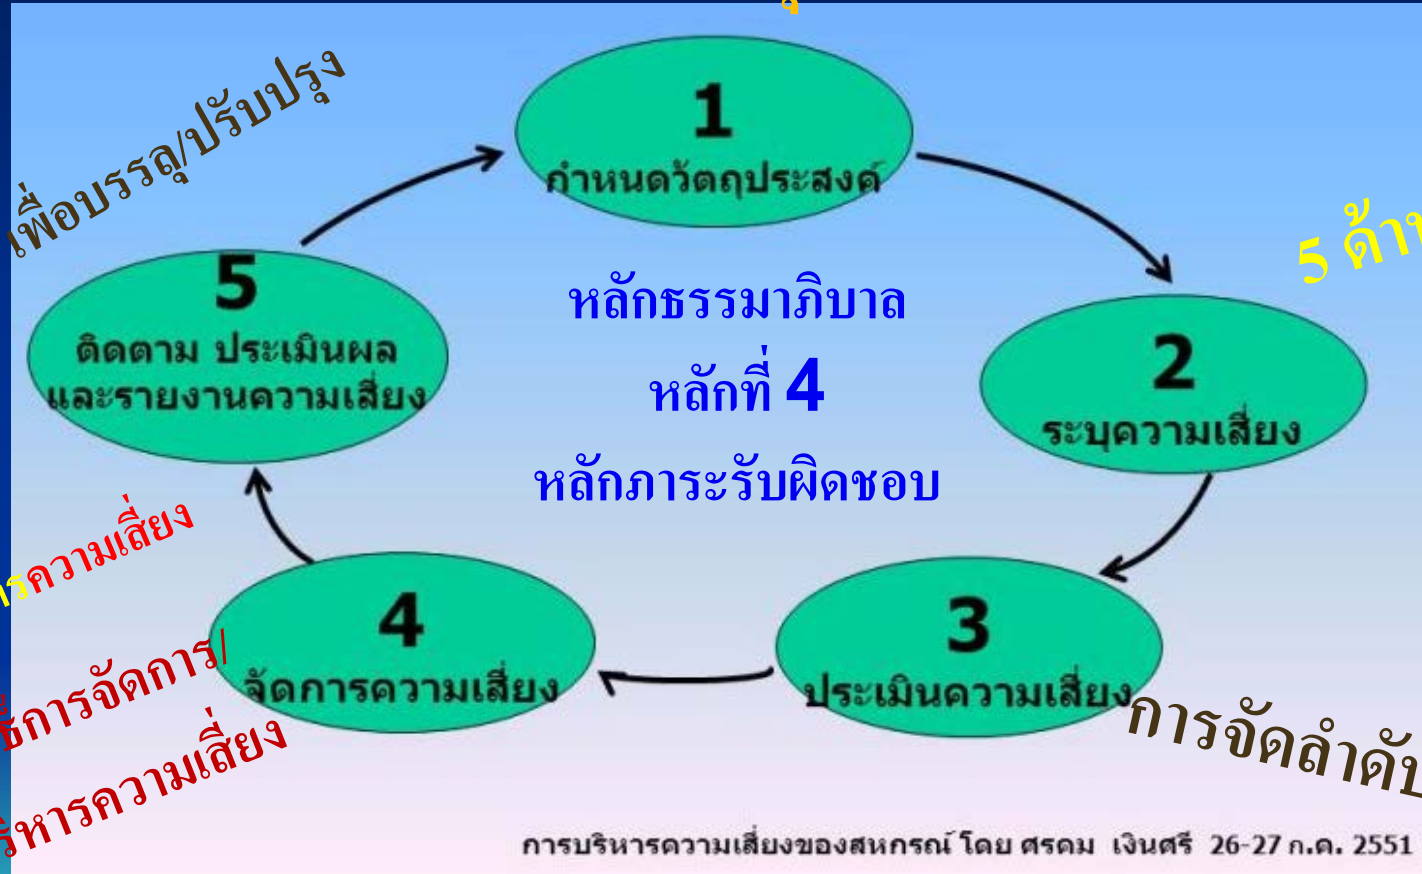 เพื่อบรรลุ/ปรับปรุง
1
กำหนดวัตถุประสงค์
5 ด้าน
5
ติดตาม ประเมินผล
และรายงานความเสี่ยง
หลักธรรมาภิบาล
หลักที่ 4
หลักภาระรับผิดชอบ
2
ระบุความเสี่ยง
ความเสี่ยง
4
จัดการความเสี่ยง
3
ประเมินความเสี่ยง
การจัดการ/
ความเสี่ยง
การจัดลำดับ
การบริหารความเสี่ยงของสหกรณ์ โดย ศรคม เงินศรี 26-27 ก.ค. 2551